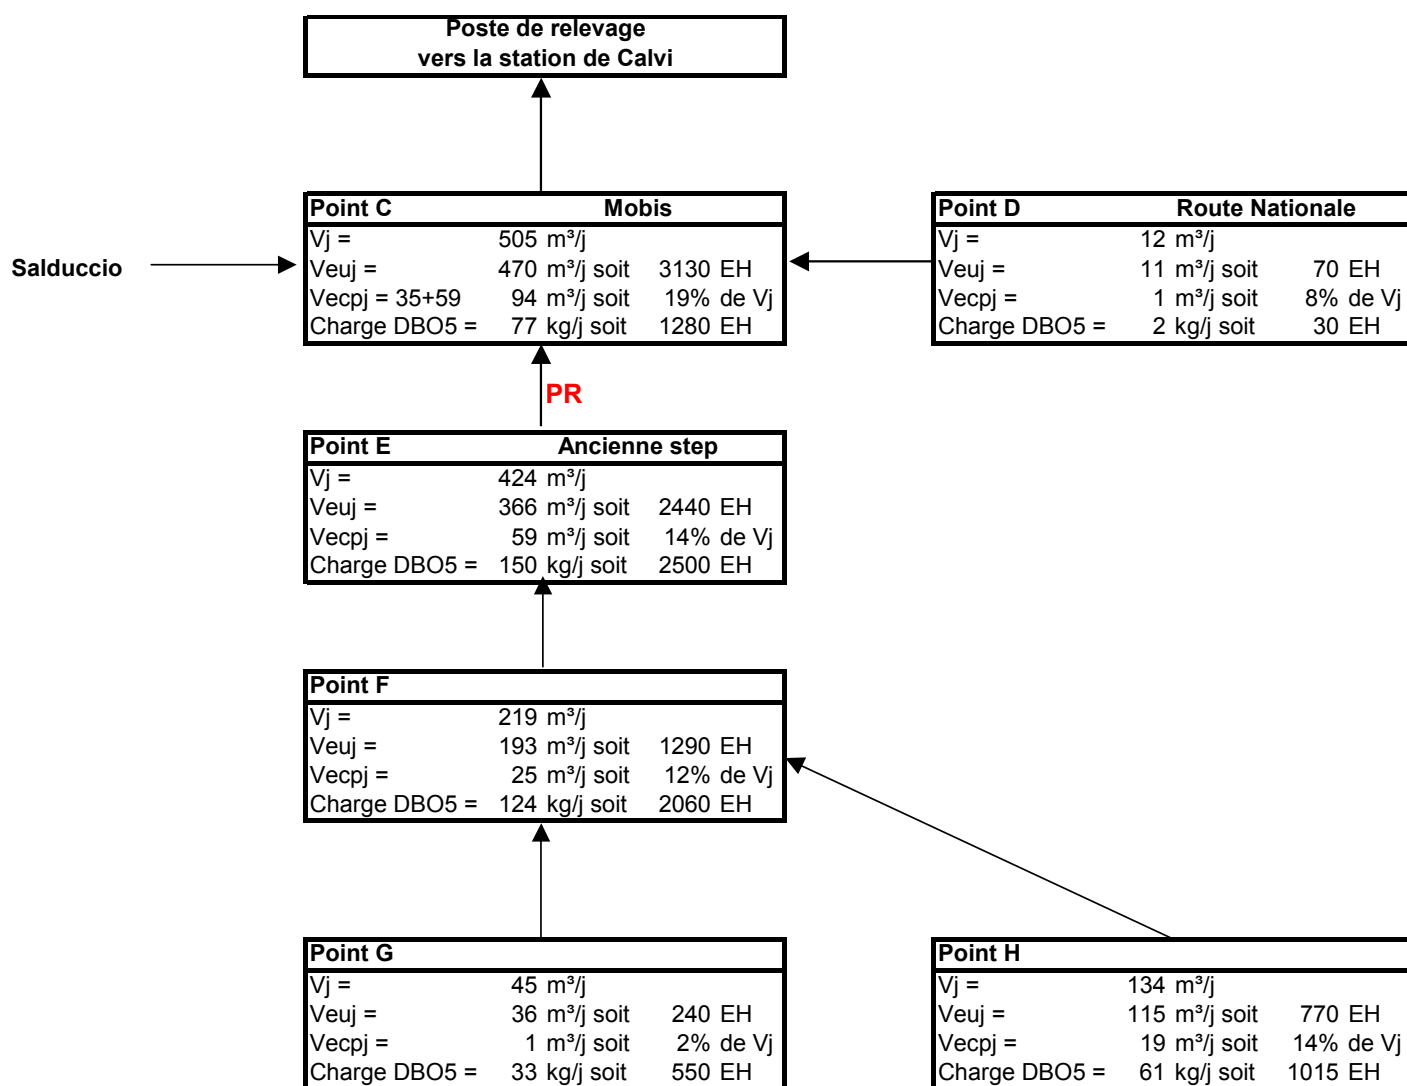 Poste de relevage
vers la station de Calvi
Point C Mobis
Vj = 505 m³/j
Veuj = 470 m³/j soit 3130 EH
Vecpj = 35+59 94 m³/j soit 19% de Vj
Charge DBO5 = 77 kg/j soit 1280 EH
Point D Route Nationale
Vj = 12 m³/j
Veuj = 11 m³/j soit 70 EH
Vecpj = 1 m³/j soit 8% de Vj
Charge DBO5 = 2 kg/j soit 30 EH
Salduccio
PR
Point E Ancienne step
Vj = 424 m³/j
Veuj = 366 m³/j soit 2440 EH
Vecpj = 59 m³/j soit 14% de Vj
Charge DBO5 = 150 kg/j soit 2500 EH
Point F
Vj = 219 m³/j
Veuj = 193 m³/j soit 1290 EH
Vecpj = 25 m³/j soit 12% de Vj
Charge DBO5 = 124 kg/j soit 2060 EH
Point G
Vj = 45 m³/j
Veuj = 36 m³/j soit 240 EH
Vecpj = 1 m³/j soit 2% de Vj
Charge DBO5 = 33 kg/j soit 550 EH
Point H
Vj = 134 m³/j
Veuj = 115 m³/j soit 770 EH
Vecpj = 19 m³/j soit 14% de Vj
Charge DBO5 = 61 kg/j soit 1015 EH